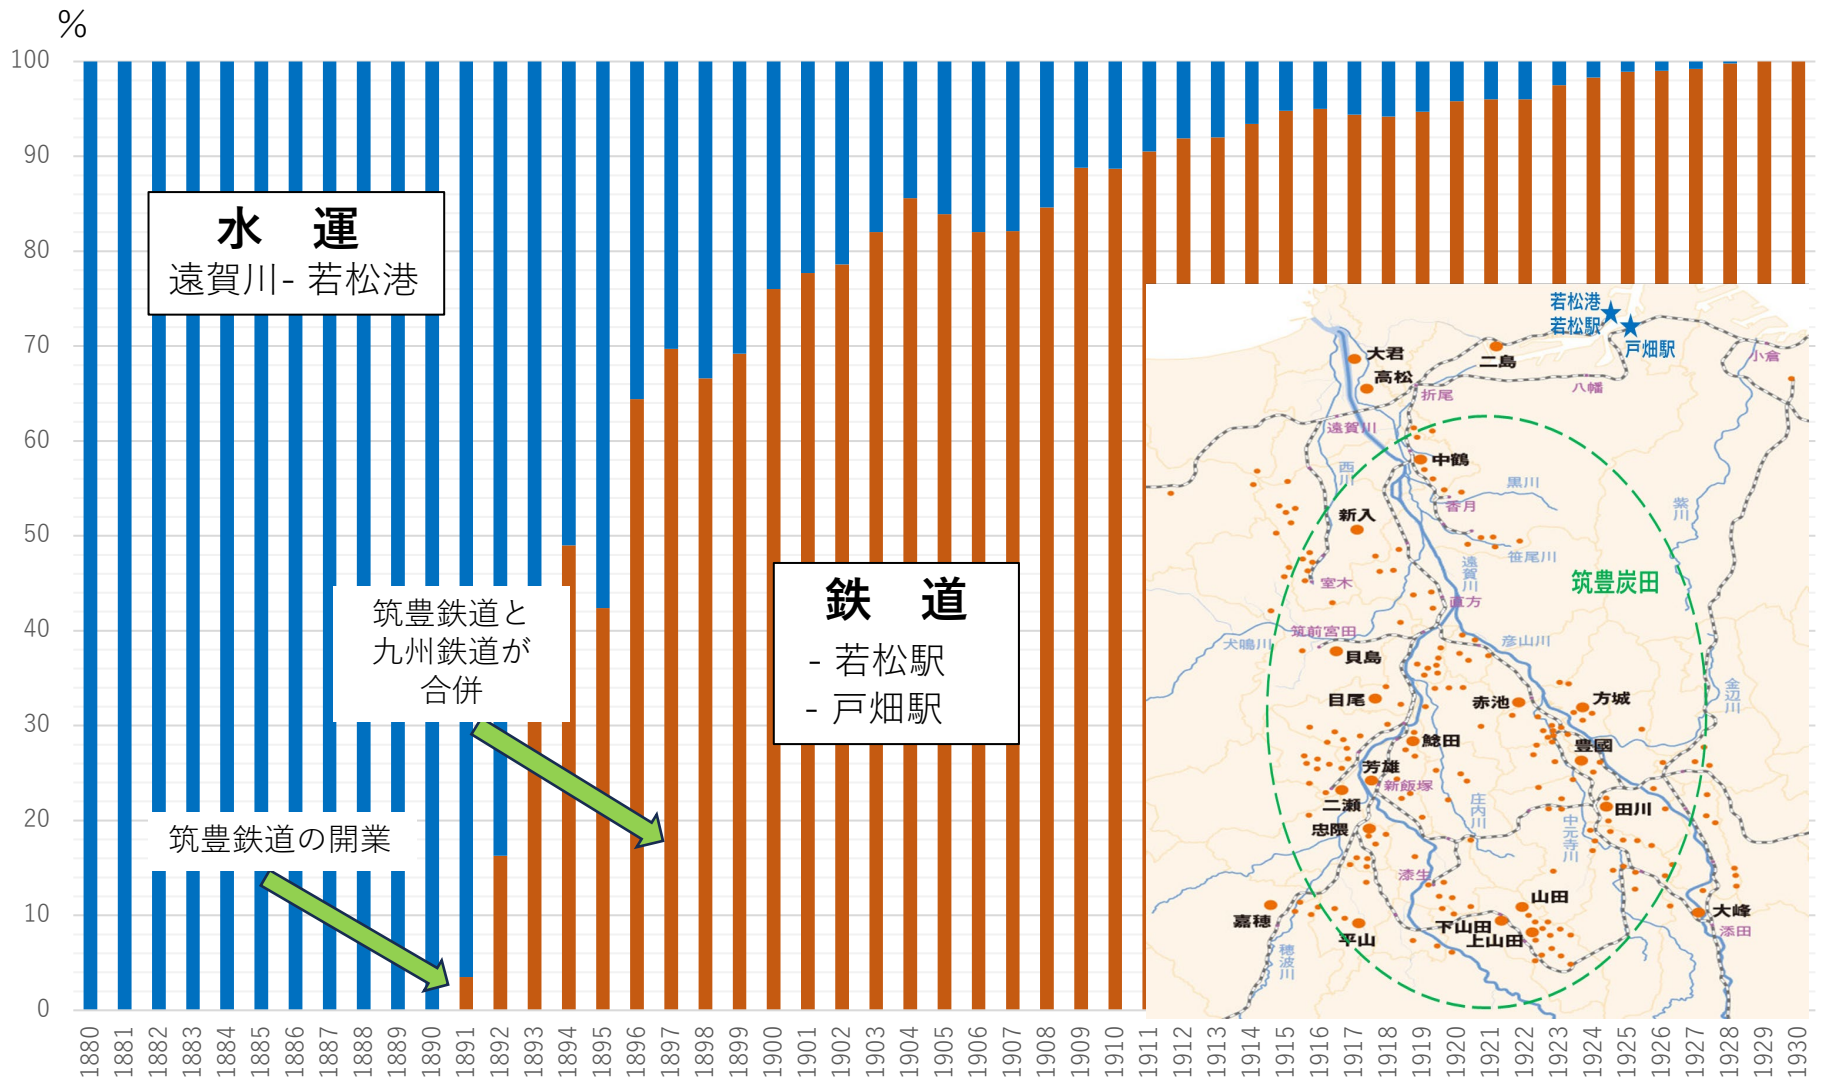 %
100
90
80
70
60
50
40
30
20
10
0
水 運
遠賀川- 若松港
筑豊鉄道と
九州鉄道が
合併
筑豊鉄道の開業
鉄 道
- 若松駅
- 戸畑駅
若松港
若松駅
戸畑駅
小倉
大君
高松
二島
八幡
折尾
遠賀川
中鶴
西川
黒川
香月
紫川
新入
笹尾川
遠賀川
室木
直方
筑豊炭田
筑前宮田
犬鳴川
彦山川
貝島
目尾
赤池
方城
金辺川
鯰田
豊國
芳雄
新飯塚
二瀬
庄内川
田川
忠隈
中元寺川
漆生
山田
嘉穂
平山
下山田
上山田
大峰
添田
穂波川
1880 1881 1882 1883 1884 1885 1886 1887 1888 1889 1890 1891 1892 1893 1894 1895 1896 1897 1898 1899 1900 1901 1902 1903 1904 1905 1906 1907 1908 1909 1910 1911 1912 1913 1914 1915 1916 1917 1918 1919 1920 1921 1922 1923 1924 1925 1926 1927 1928 1929 1930